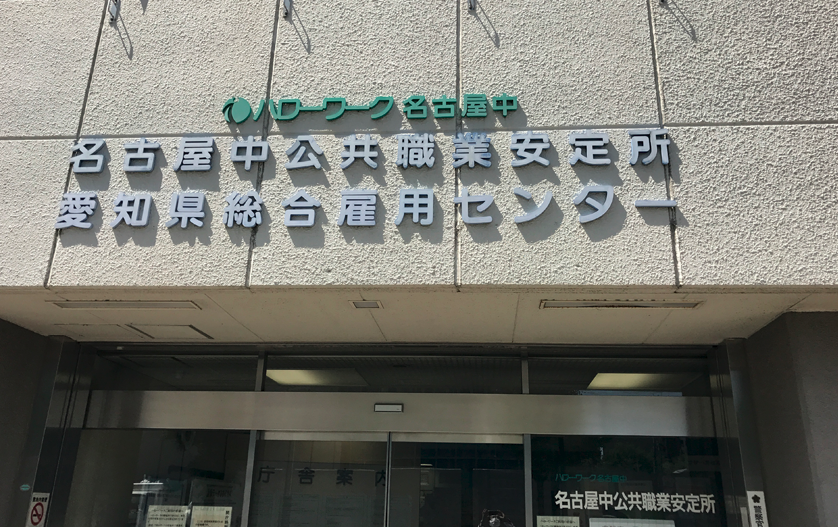 ハローワーク 名古屋中
名古屋中公共職業安定所
愛知県総合雇用センター
庁舎案内
ハローワーク名古屋中
名古屋中公共職業安定所